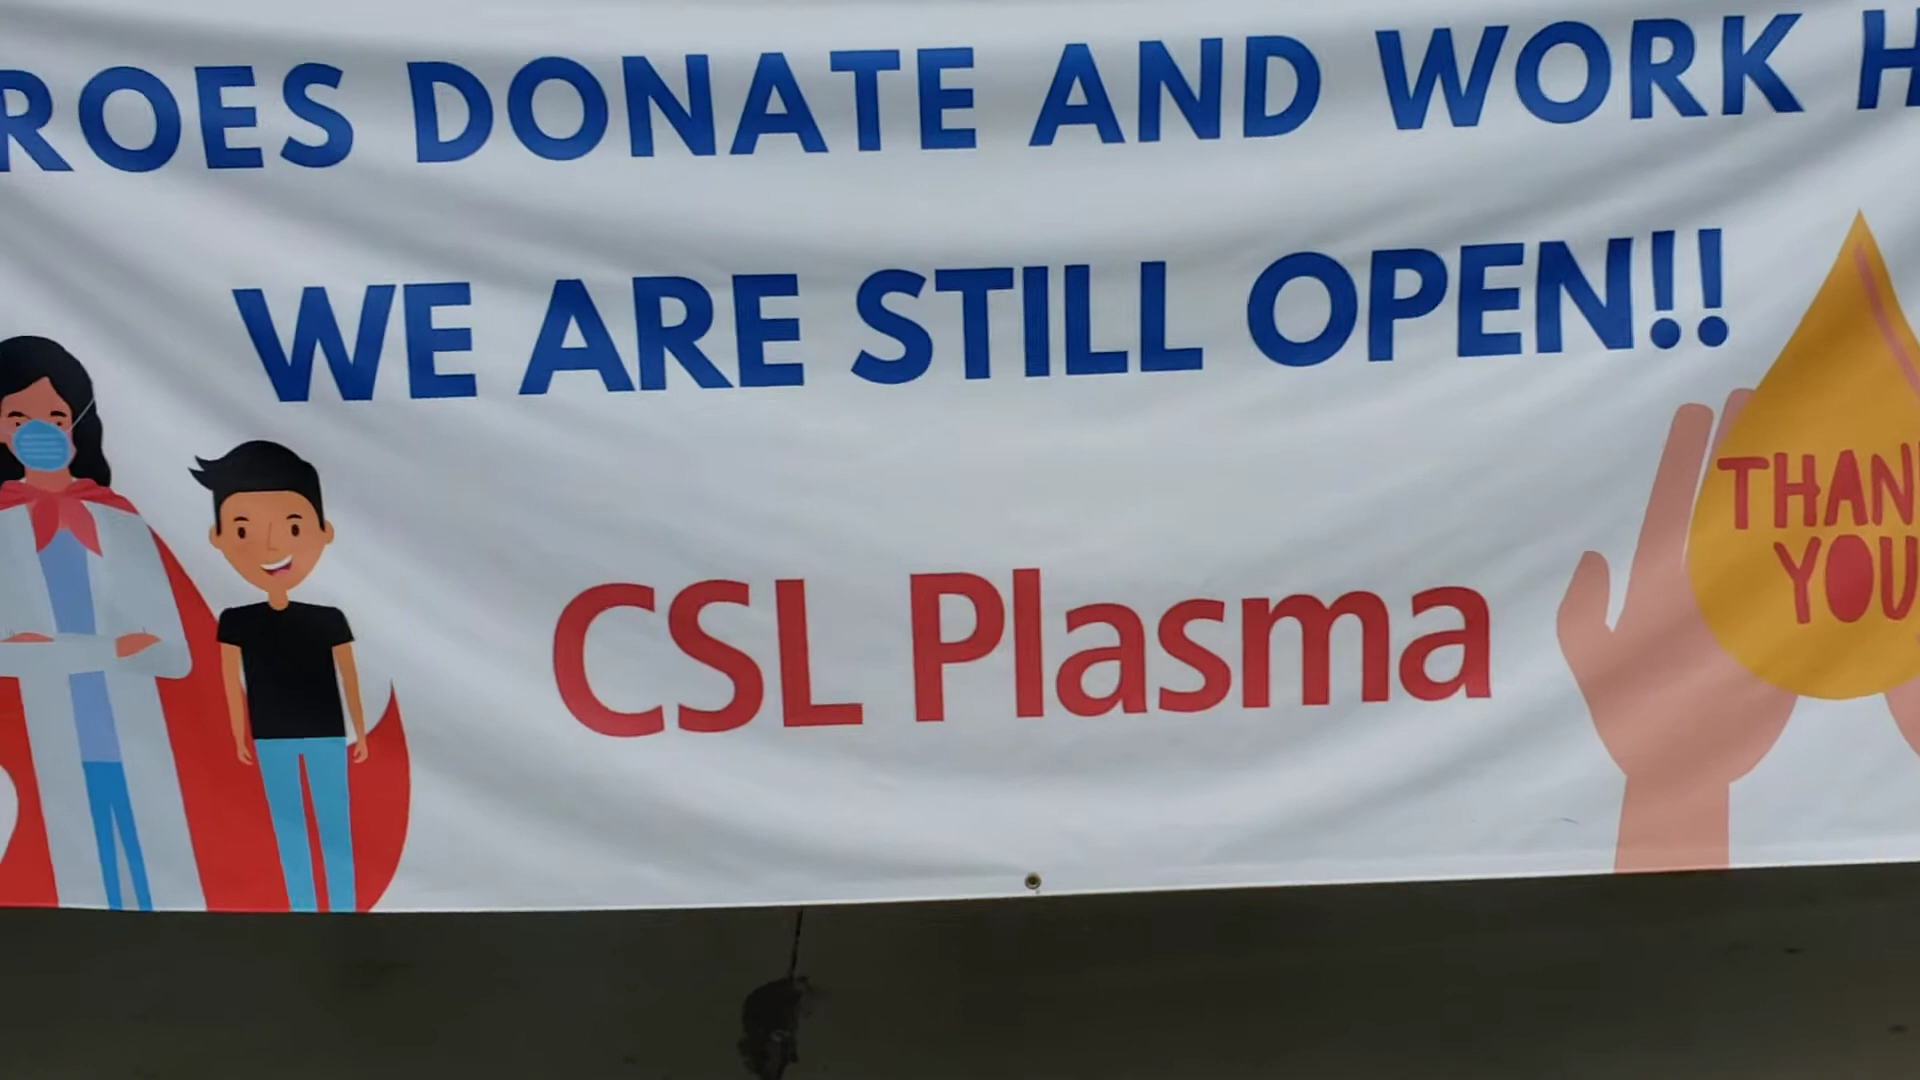 ROES DONATE AND WORK H
WE ARE STILL OPEN!!
CSL Plasma
THAN
YOU